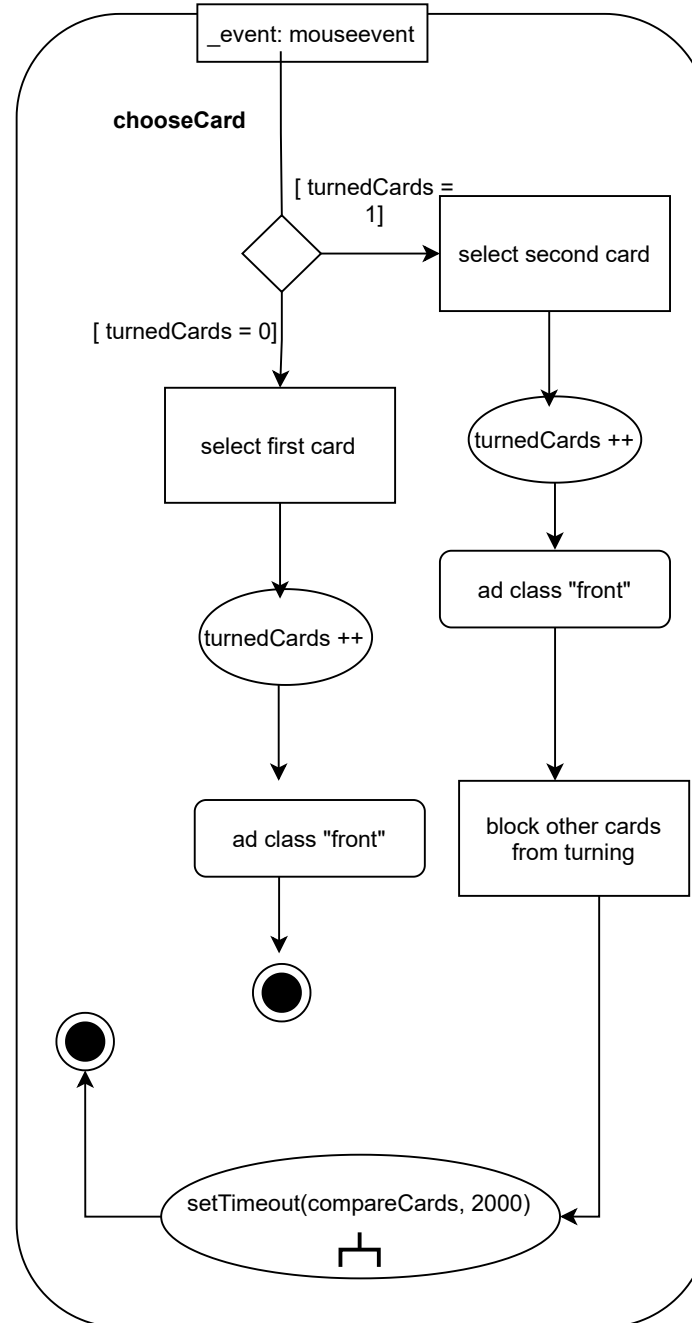 _event: mouseevent
chooseCard
[ turnedCards =
1]
select second card
[ turnedCards = 0]
select first card
turnedCards ++
ad class "front"
turnedCards ++
block other cards
from turning
ad class "front"
setTimeout(compareCards, 2000)